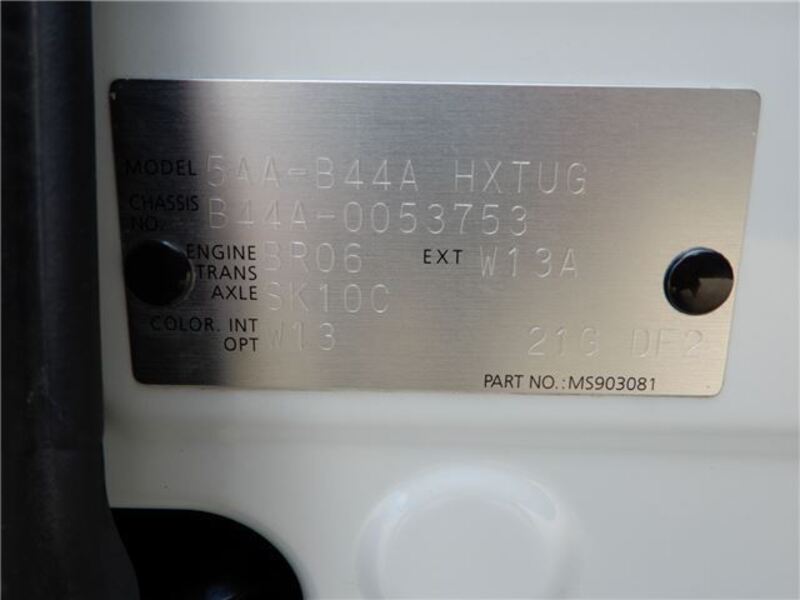 MODEL 5AA-B44A HXTUG
CHASSIS NO. B44A-0053753
ENGINE BR06 EXT W13A
TRANS AXLE SK10C
COLOR. INT W13
OPT 21G DF2
PART NO.:MS903081